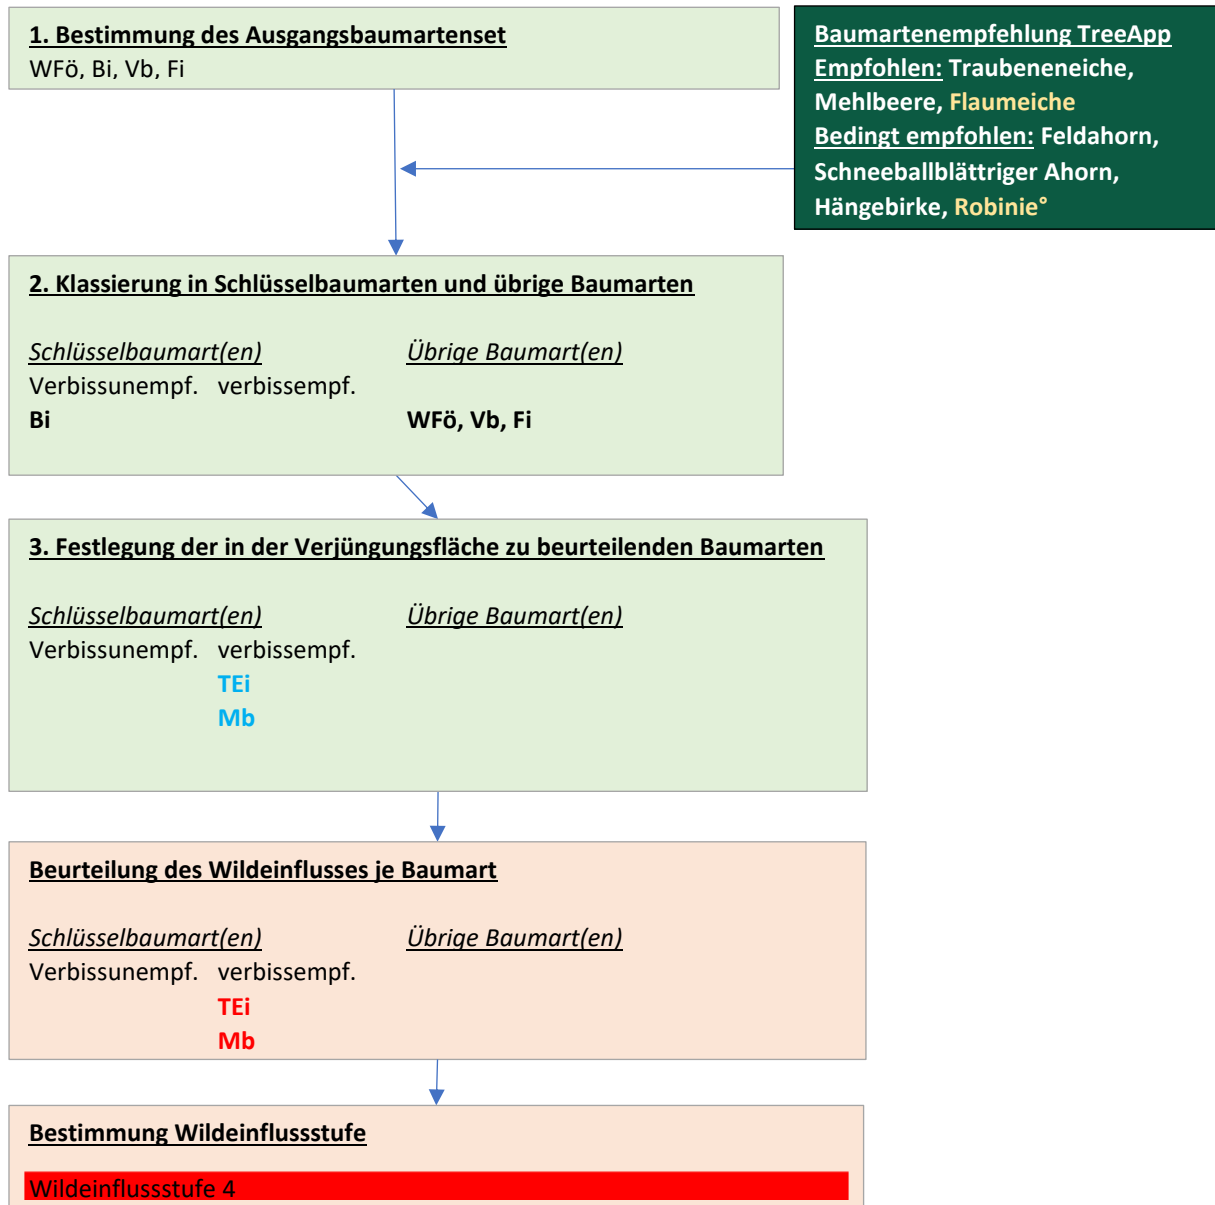 1. Bestimmung des Ausgangsbaumartenset
WFö, Bi, Vb, Fi
Baumartenempfehlung TreeApp
Empfohlen: Traubeneneiche,
Mehlbeere, Flaumeiche
Bedingt empfohlen: Feldahorn,
Schneeballblättriger Ahorn,
Hängebirke, Robinie°
2. Klassierung in Schlüsselbaumarten und übrige Baumarten
Schlüsselbaumart(en) Übrige Baumart(en)
Verbissunempf. verbissempf.
Bi WFö, Vb, Fi
3. Festlegung der in der Verjüngungsfläche zu beurteilenden Baumarten
Schlüsselbaumart(en) Übrige Baumart(en)
Verbissunempf. verbissempf.
TEi
Mb
Beurteilung des Wildeinflusses je Baumart
Schlüsselbaumart(en) Übrige Baumart(en)
Verbissunempf. verbissempf.
TEi
Mb
Bestimmung Wildeinflussstufe
Wildeinflussstufe 4